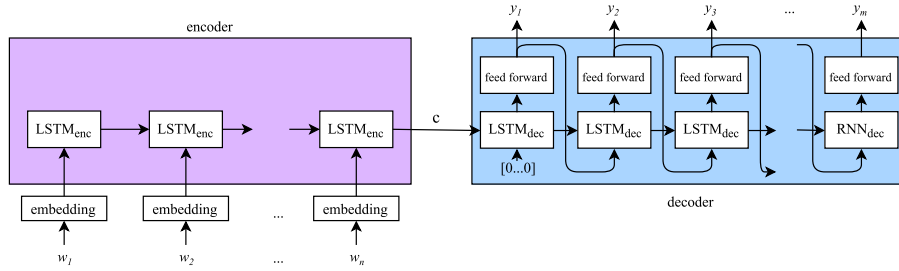 encoder
LSTMenc
LSTMenc
LSTMenc
embedding
embedding
...
embedding
w1
w2
...
wn
c
y1
y2
y3
...
ym
feed forward
feed forward
feed forward
feed forward
LSTMdec
LSTMdec
LSTMdec
RNNdec
[0...0]
decoder